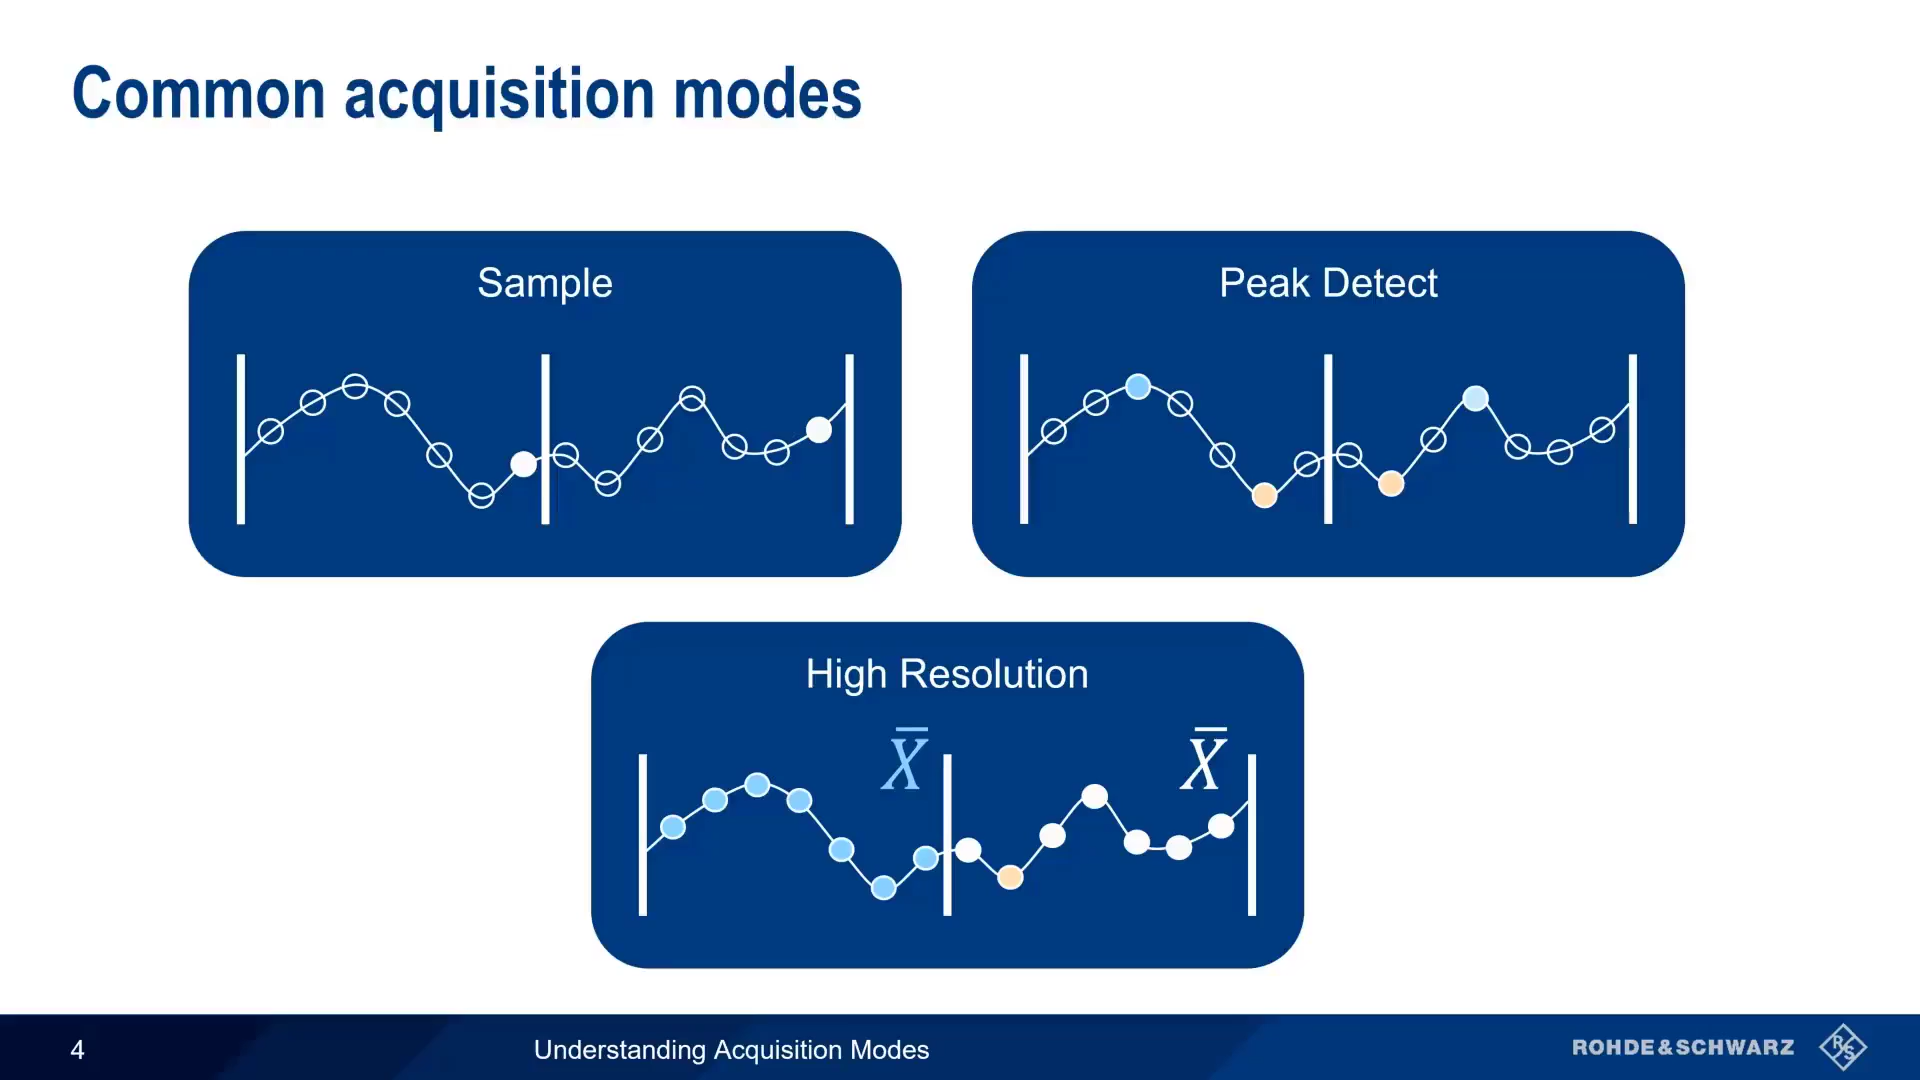 Common acquisition modes
Sample
Peak Detect
High Resolution
X̅ X̅
4
Understanding Acquisition Modes
ROHDE&SCHWARZ
R&S